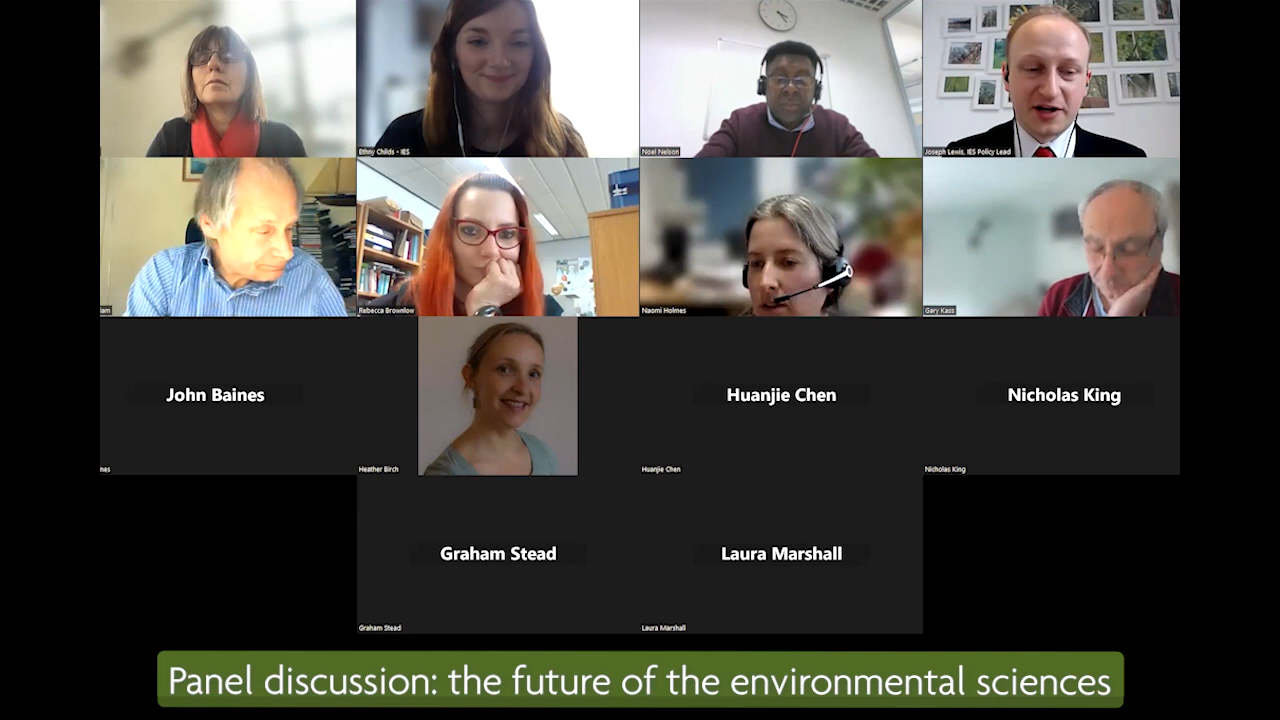 Ethny Childs - IES
Noel Nelson
Joseph Lewis, IES Policy Lead
lam
Rebecca Brownlow
Naomi Holmes
Gary Kass
John Baines
Huanjie Chen
Nicholas King
nes
Heather Birch
Huanjie Chen
Nicholas King
Graham Stead
Laura Marshall
Graham Stead
Laura Marshall
Panel discussion: the future of the environmental sciences